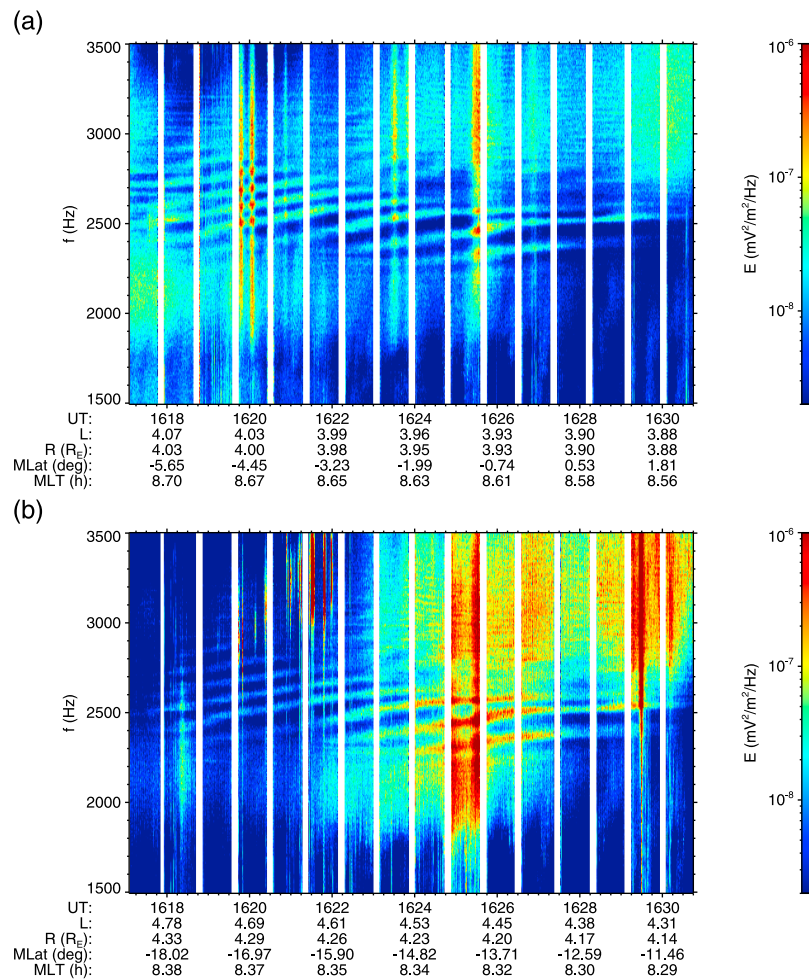 (a)
3500
3000
2500
2000
1500
f (Hz)
10⁻⁶
10⁻⁷
10⁻⁸
E (mV²/m²/Hz)
UT: 1618 1620 1622 1624 1626 1628 1630
L: 4.07 4.03 3.99 3.96 3.93 3.90 3.88
R (R_E): 4.03 4.00 3.98 3.95 3.93 3.90 3.88
MLat (deg): -5.65 -4.45 -3.23 -1.99 -0.74 0.53 1.81
MLT (h): 8.70 8.67 8.65 8.63 8.61 8.58 8.56
(b)
3500
3000
2500
2000
1500
f (Hz)
10⁻⁶
10⁻⁷
10⁻⁸
E (mV²/m²/Hz)
UT: 1618 1620 1622 1624 1626 1628 1630
L: 4.78 4.69 4.61 4.53 4.45 4.38 4.31
R (R_E): 4.33 4.29 4.26 4.23 4.20 4.17 4.14
MLat (deg): -18.02 -16.97 -15.90 -14.82 -13.71 -12.59 -11.46
MLT (h): 8.38 8.37 8.35 8.34 8.32 8.30 8.29